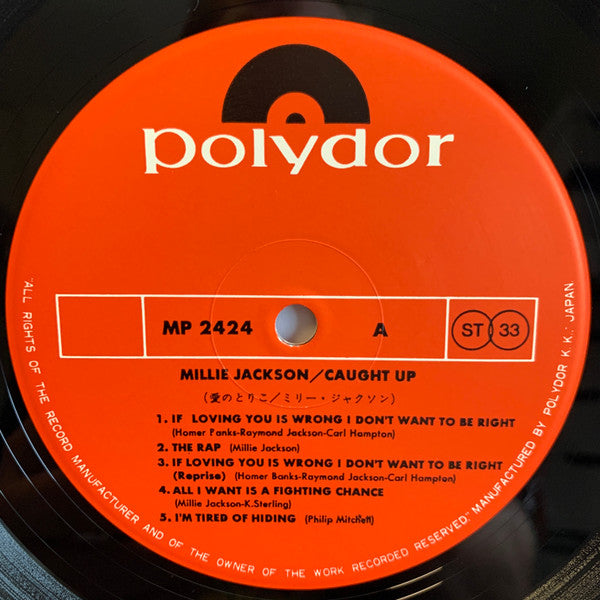 polydor
MP 2424 A ST 33
MILLIE JACKSON/CAUGHT UP
(愛のとりこ/ミリー・ジャクソン)
1. IF LOVING YOU IS WRONG I DON'T WANT TO BE RIGHT
(Homer Panks-Raymond Jackson-Carl Hampton)
2. THE RAP (Millie Jackson)
3. IF LOVING YOU IS WRONG I DON'T WANT TO BE RIGHT
(Reprise) (Homer Banks-Raymond Jackson-Carl Hampton)
4. ALL I WANT IS A FIGHTING CHANCE
(Millie Jackson-K.Sterling)
5. I'M TIRED OF HIDING (Philip Mitchell)
"ALL RIGHTS OF THE RECORD MANUFACTURER AND OF THE OWNER OF THE WORK RECORDED RESERVED." MANUFACTURED BY POLYDOR K.K., JAPAN